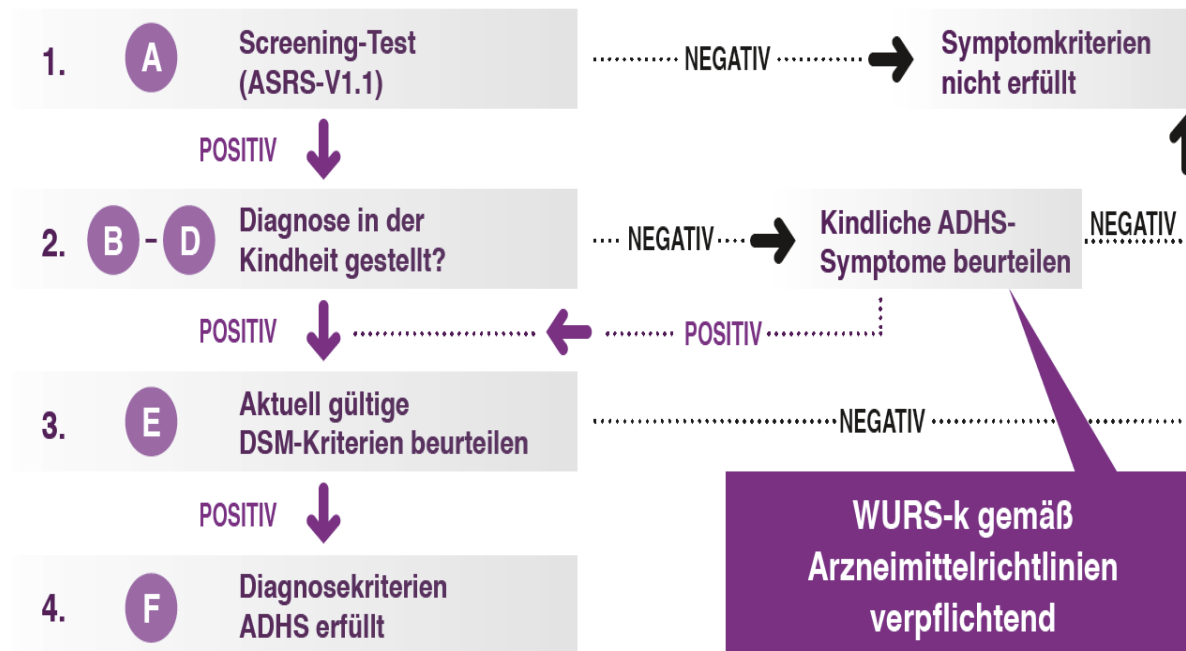 1. A Screening-Test
(ASRS-V1.1)
NEGATIV
Symptomkriterien
nicht erfüllt
POSITIV
2. B - D Diagnose in der
Kindheit gestellt?
NEGATIV
Kindliche ADHS-
Symptome beurteilen
NEGATIV
POSITIV
POSITIV
3. E Aktuell gültige
DSM-Kriterien beurteilen
NEGATIV
POSITIV
4. F Diagnosekriterien
ADHS erfüllt
WURS-k gemäß
Arzneimittelrichtlinien
verpflichtend